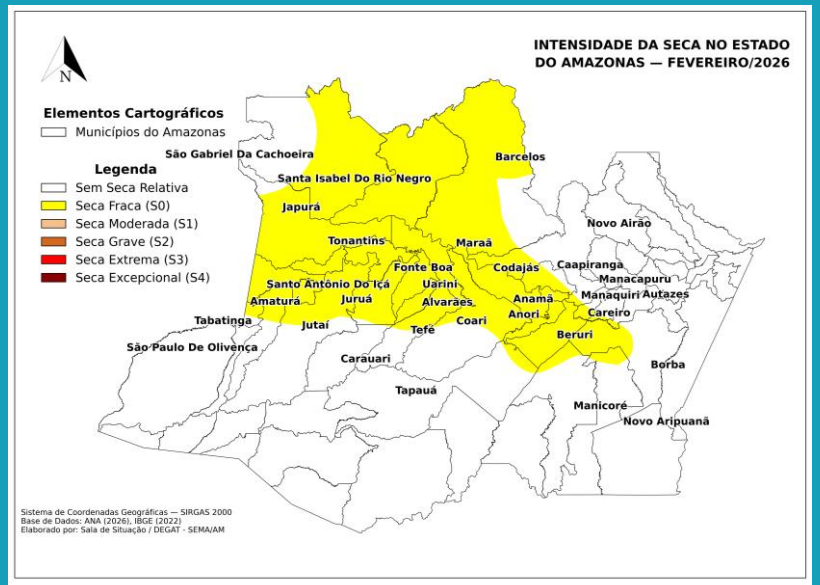 INTENSIDADE DA SECA NO ESTADO
DO AMAZONAS — FEVEREIRO/2026
N
Elementos Cartográficos
Municípios do Amazonas
Legenda
Sem Seca Relativa
Seca Fraca (S0)
Seca Moderada (S1)
Seca Grave (S2)
Seca Extrema (S3)
Seca Excepcional (S4)
São Gabriel Da Cachoeira
Barcelos
Santa Isabel Do Rio Negro
Japurá
Novo Airão
Tonantins
Maraã
Fonte Boa
Codajás
Caapiranga
Manacapuru
Santo Antônio Do Içá
Uarini
Manaquiri
Autazes
Amaturá
Juruá
Alvarães
Anamã
Anori
Careiro
Tabatinga
Jutaí
Tefé
Coari
Beruri
São Paulo De Olivença
Carauari
Borba
Tapauá
Manicoré
Novo Aripuanã
Sistema de Coordenadas Geográficas — SIRGAS 2000
Base de Dados: ANA (2026), IBGE (2022)
Elaborado por: Sala de Situação / DEGAT - SEMA/AM